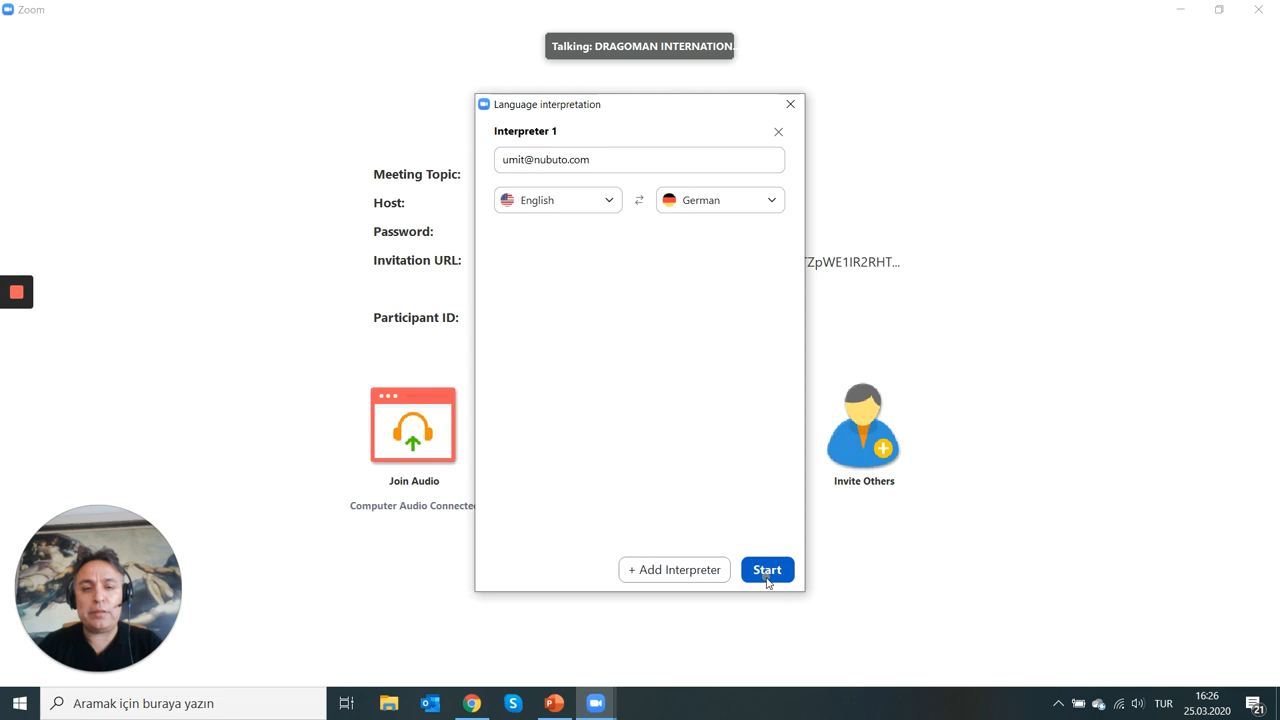 Zoom
Talking: DRAGOMAN INTERNATION...
Language interpretation
Interpreter 1
umit@nubuto.com
English
German
Meeting Topic:
Host:
Password:
Invitation URL:
ZpWE1IR2RHT...
Participant ID:
Join Audio
Computer Audio Connected
Invite Others
+ Add Interpreter
Start
Aramak için buraya yazın
TUR
16:26
25.03.2020
21